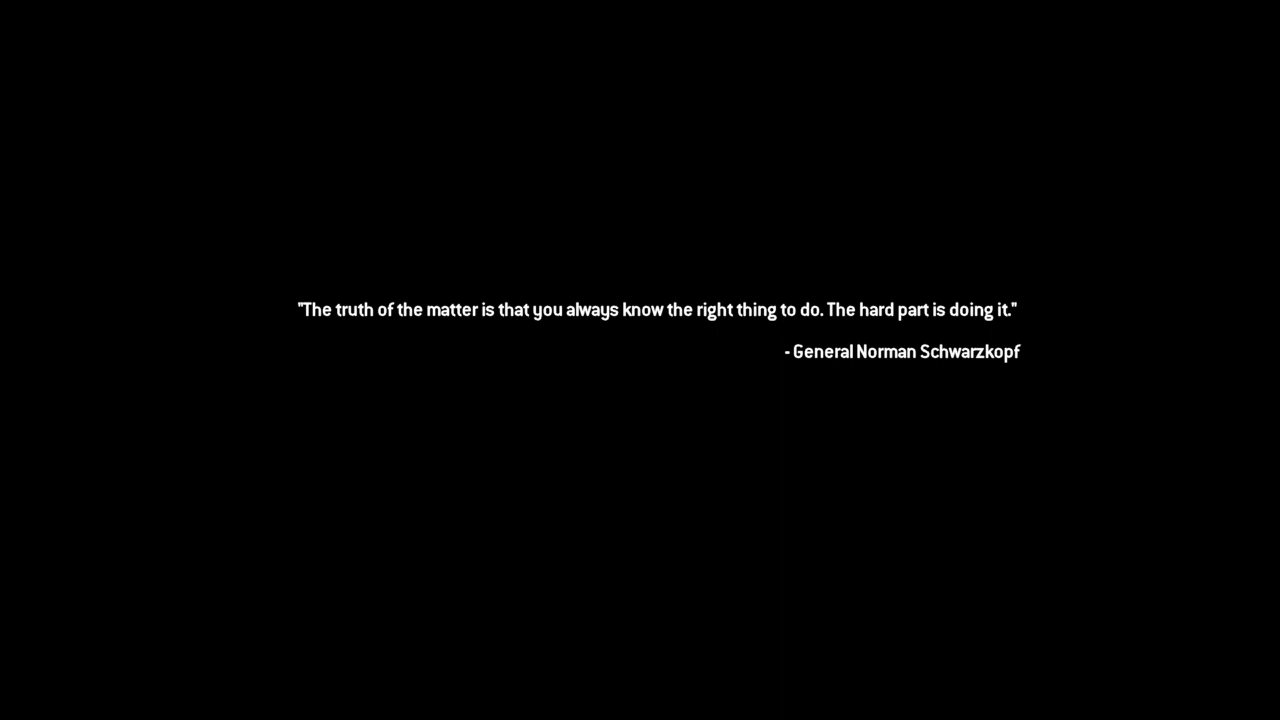 "The truth of the matter is that you always know the right thing to do. The hard part is doing it."
- General Norman Schwarzkopf